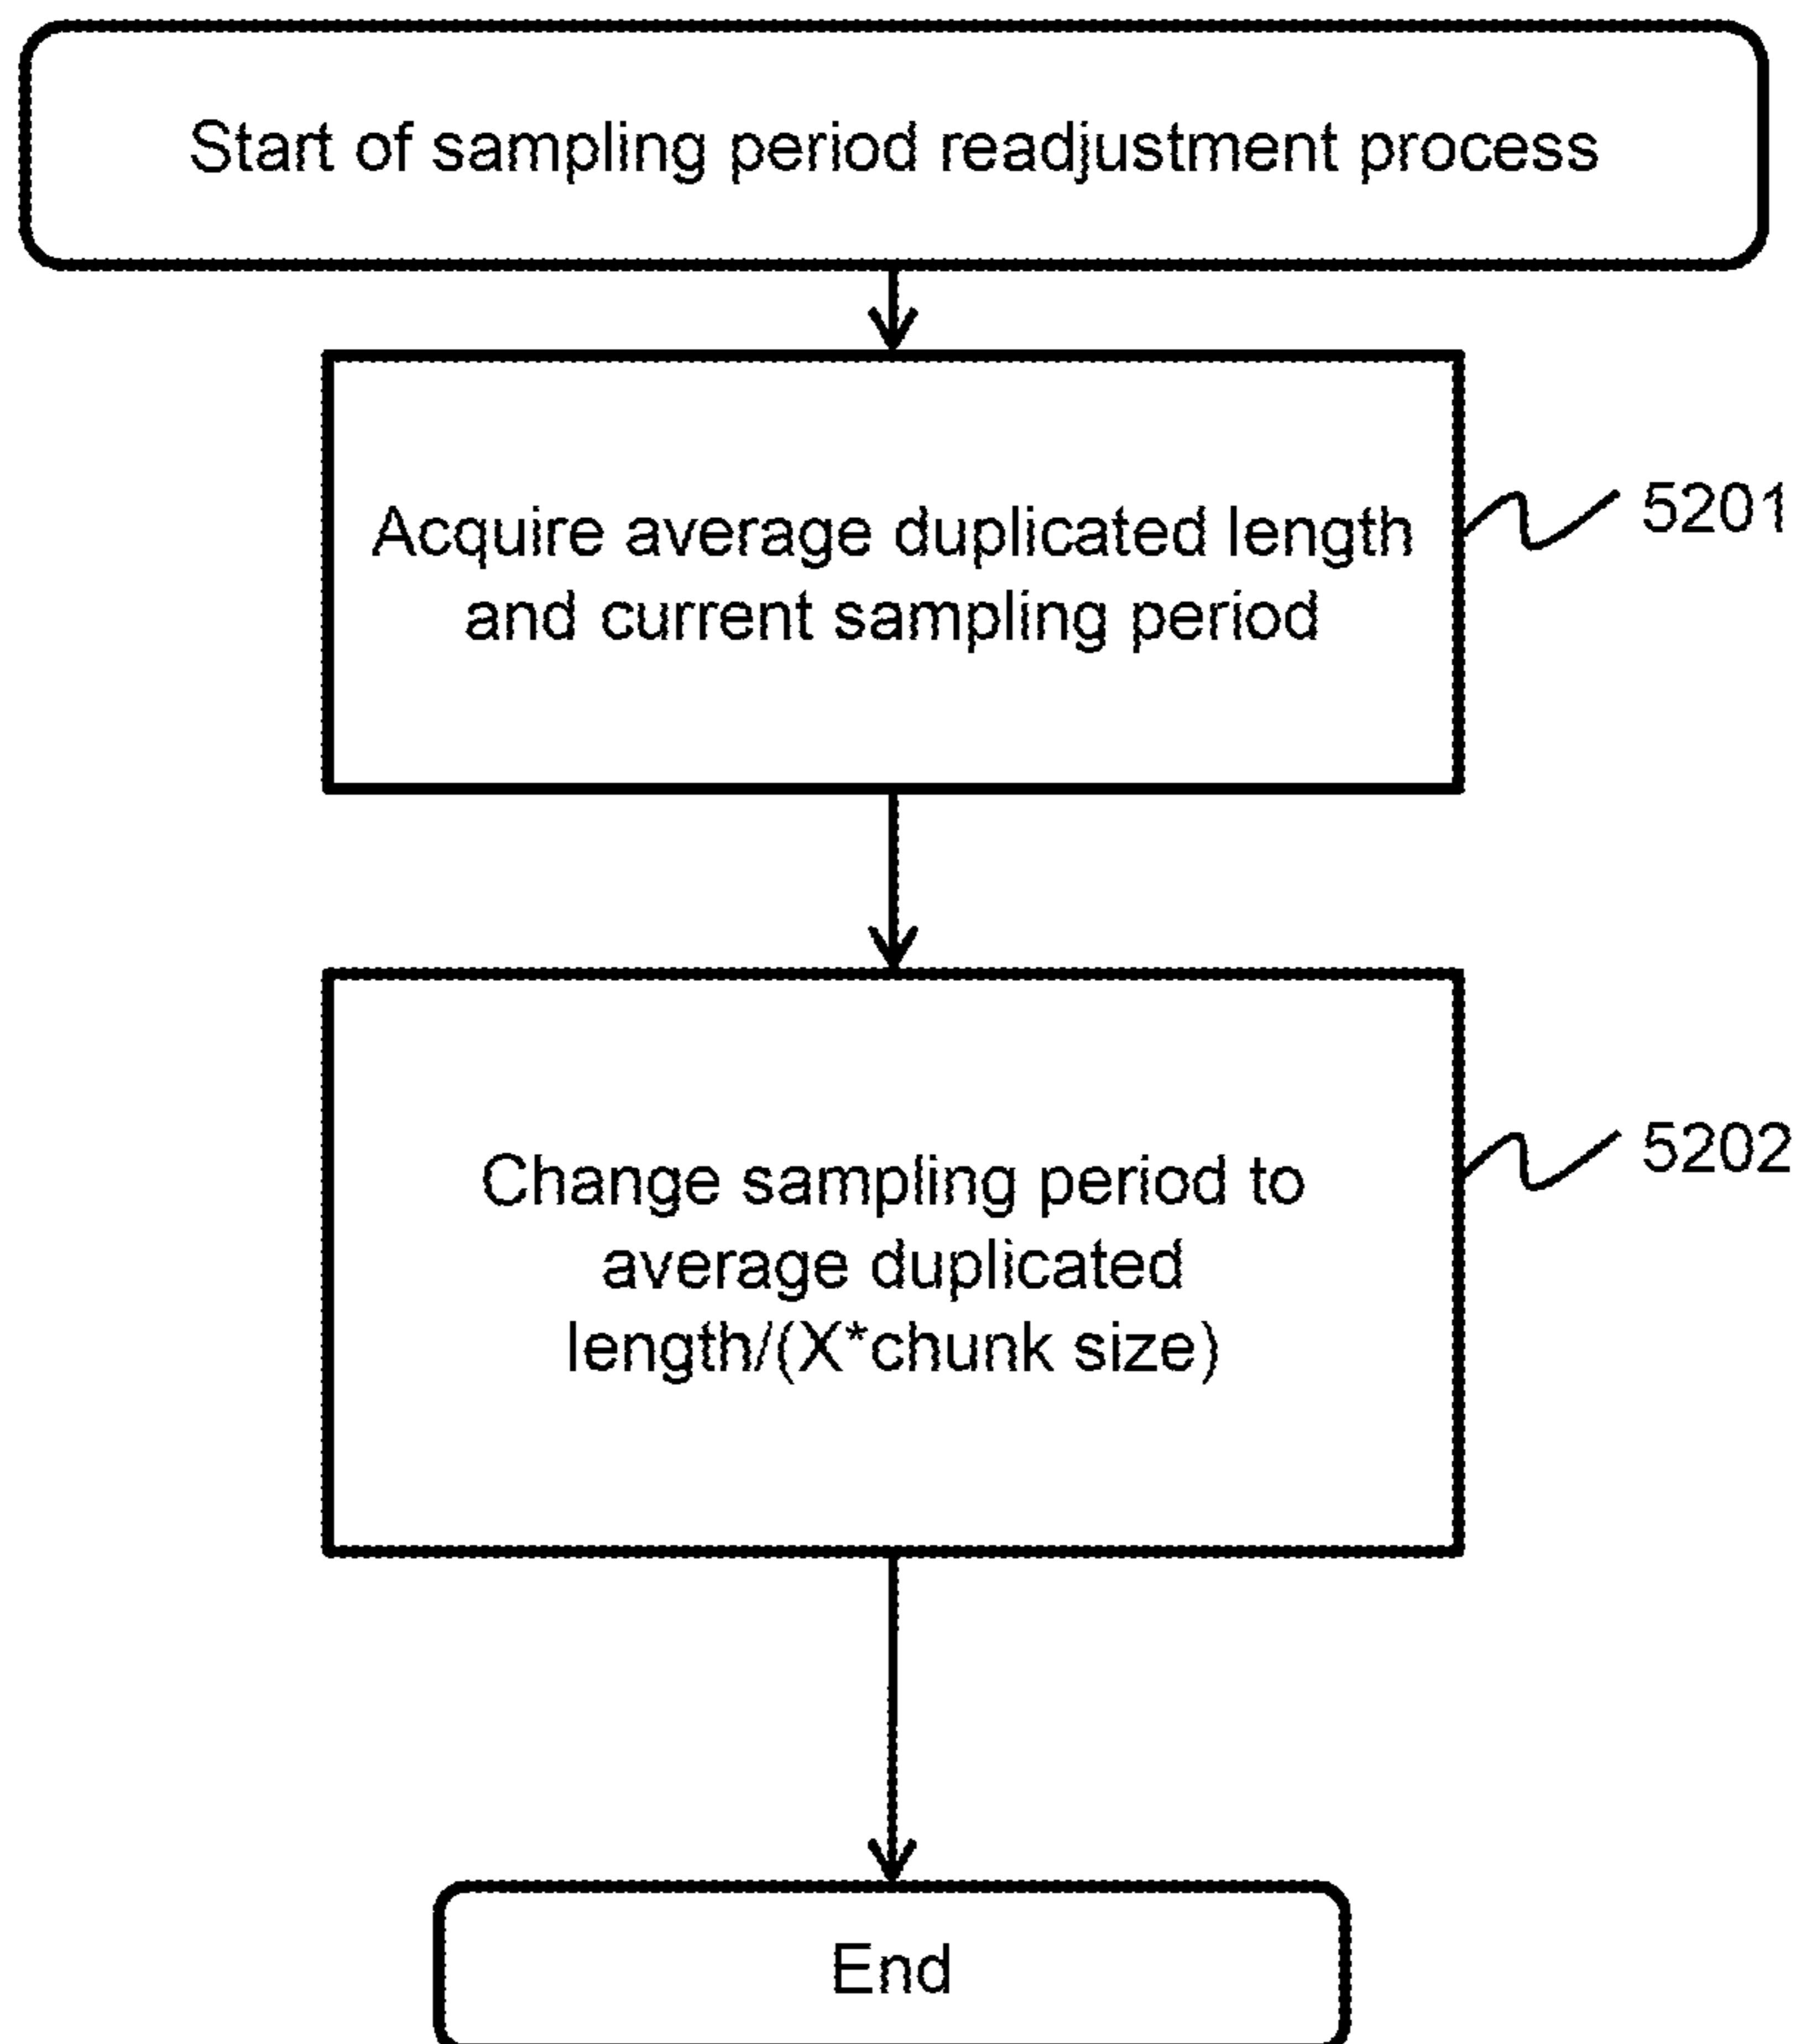 Start of sampling period readjustment process
Acquire average duplicated length
and current sampling period
5201
Change sampling period to
average duplicated
length/(X*chunk size)
5202
End